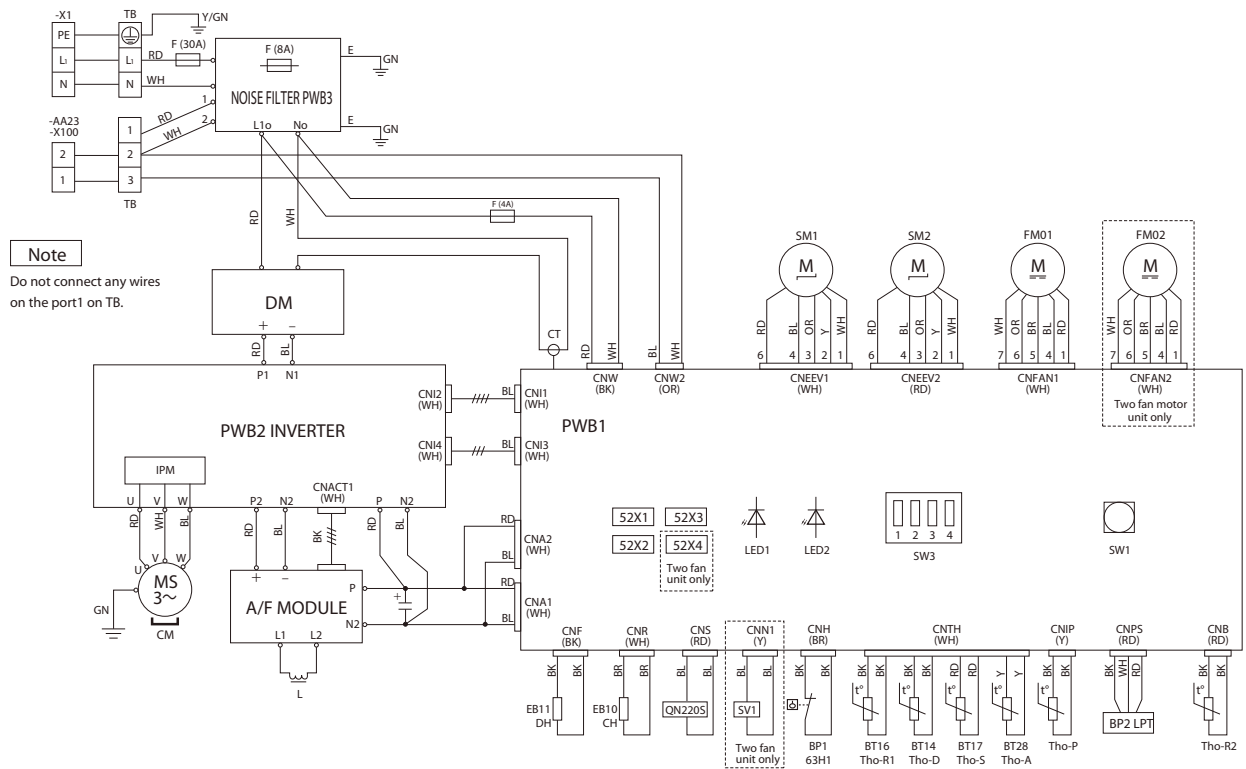 -X1
TB
Y/GN
PE
L1
L1
RD
F (30A)
N
N
WH
F (8A)
NOISE FILTER PWB3
E
GN
E
GN
1
2
RD
WH
L1o
No
-AA23
-X100
2
1
1
2
3
TB
RD
WH
F (4A)
Note
Do not connect any wires
on the port1 on TB.
DM
+
–
RD
BL
P1
N1
CT
RD
WH
BL
WH
CNW
(BK)
CNW2
(OR)
SM1
M
RD
BL
OR
Y
WH
6
4
3
2
1
CNEEV1
(WH)
SM2
M
RD
BL
OR
Y
WH
6
4
3
2
1
CNEEV2
(RD)
FM01
M
WH
OR
BR
BL
RD
7
6
5
4
1
CNFAN1
(WH)
FM02
M
WH
OR
BR
BL
RD
7
6
5
4
1
CNFAN2
(WH)
Two fan motor
unit only
PWB2 INVERTER
CNI2
(WH)
BL
CNI1
(WH)
CNI4
(WH)
BL
CNI3
(WH)
PWB1
IPM
U
V
W
P2
N2
CNACT1
(WH)
P
N2
RD
WH
BL
RD
BL
BK
RD
BL
U
V
W
MS
3~
GN
CM
+
–
A/F MODULE
P
N2
+
L1
L2
L
RD
BL
CNA2
(WH)
RD
BL
CNA1
(WH)
52X1
52X3
52X2
52X4
Two fan
unit only
LED1
LED2
1
2
3
4
SW3
SW1
CNF
(BK)
BK
BK
EB11
DH
CNR
(WH)
BR
BR
EB10
CH
CNS
(RD)
BL
BL
QN220S
CNN1
(Y)
BL
BL
SV1
Two fan
unit only
CNH
(BR)
BK
BK
BP1
63H1
CNTH
(WH)
BK
BK
t°
BT16
Tho-R1
BK
BK
t°
BT14
Tho-D
RD
RD
t°
BT17
Tho-S
Y
Y
t°
BT28
Tho-A
CNIP
(Y)
BK
BK
t°
Tho-P
CNPS
(RD)
BK
WH
RD
BP2 LPT
CNB
(RD)
BK
BK
t°
Tho-R2